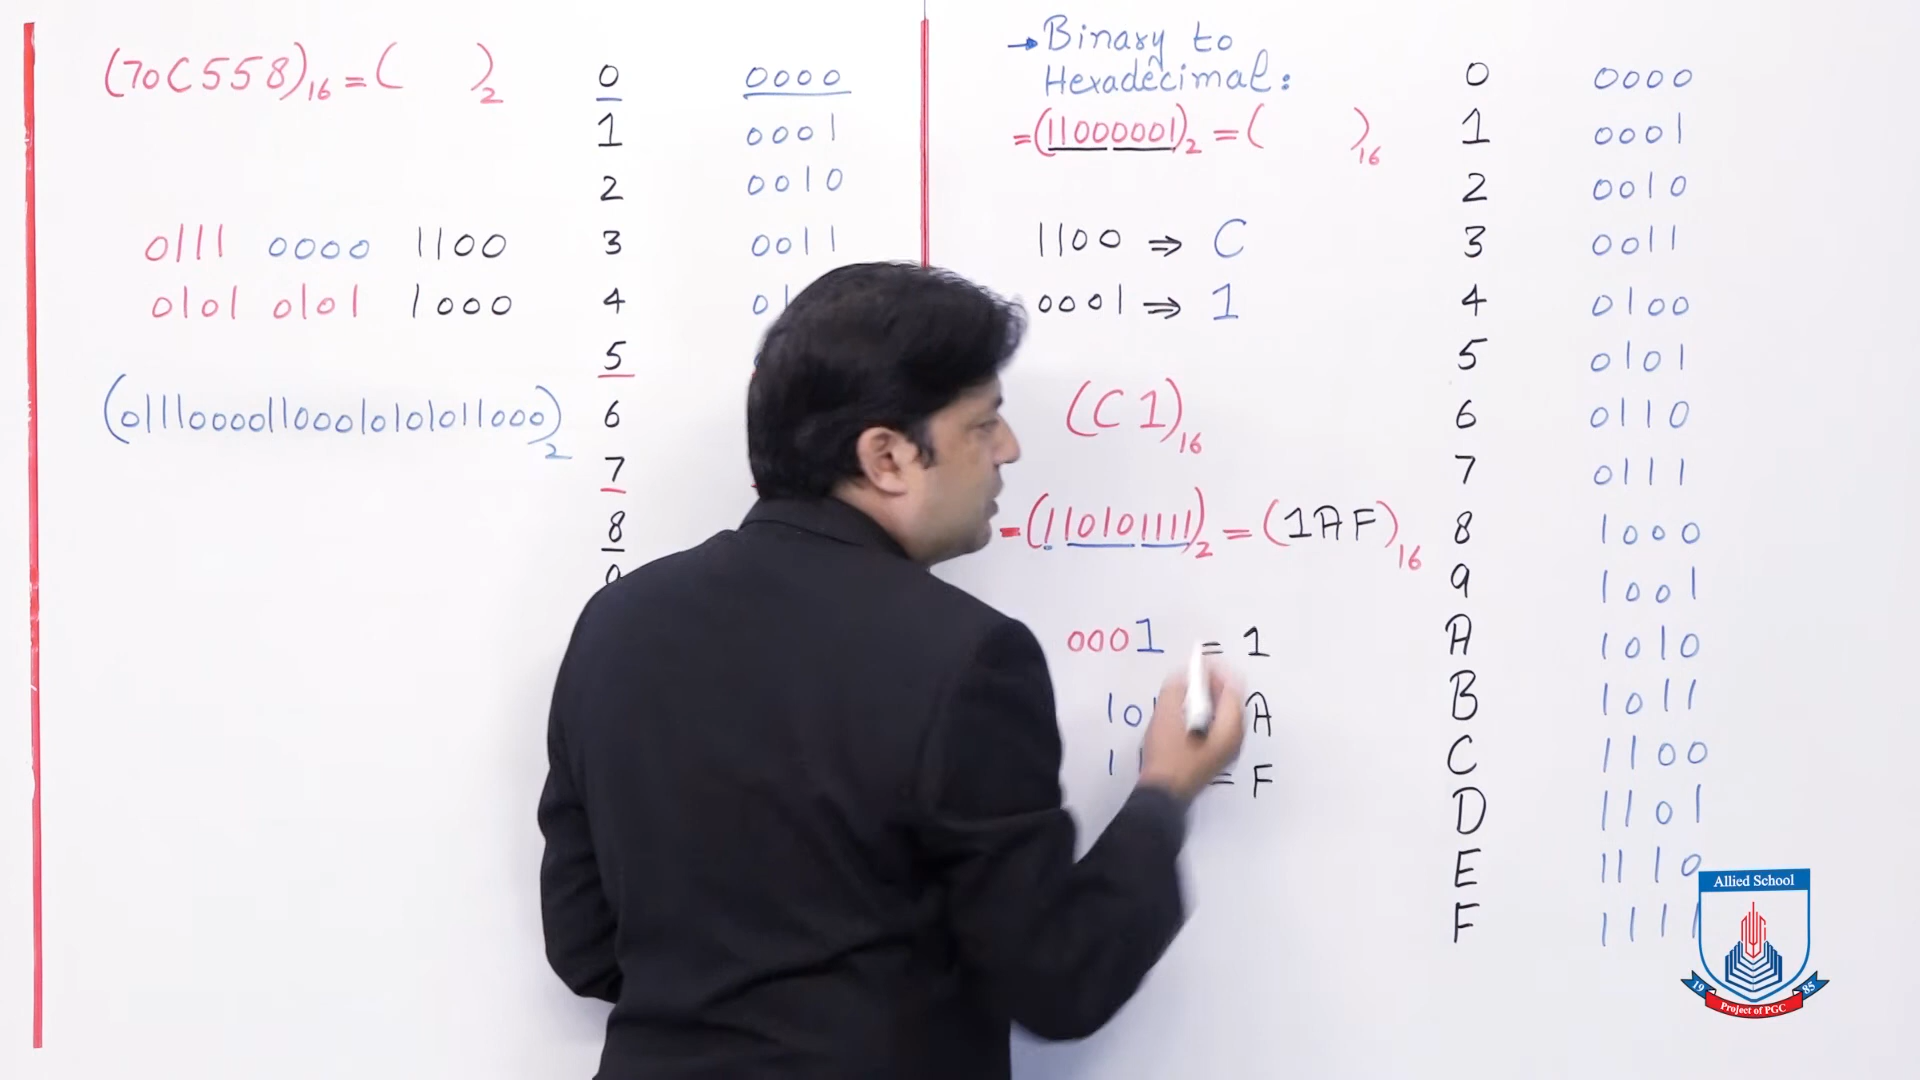 (70C558)16=( )2
0 0000
1 0001
2 0010
0111 0000 1100
3 0011
0101 0101 1000
4
5
(011100001100010101011000)2
6
7
8
→ Binary to
Hexadecimal:
=(11000001)2 = ( )16
1100 ⇒ C
0001 ⇒ 1
(C1)16
=(110101111)2 = (1AF)16
0001 = 1
A
= F
0 0000
1 0001
2 0010
3 0011
4 0100
5 0101
6 0110
7 0111
8 1000
9 1001
A 1010
B 1011
C 1100
D 1101
E 1110
F 1111
Allied School
19 85
Project of PGC